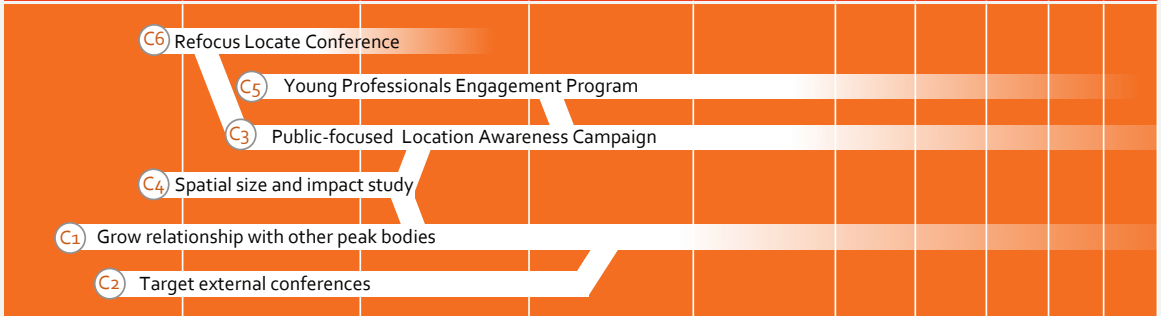 C6 Refocus Locate Conference
C5 Young Professionals Engagement Program
C3 Public-focused Location Awareness Campaign
C4 Spatial size and impact study
C1 Grow relationship with other peak bodies
C2 Target external conferences